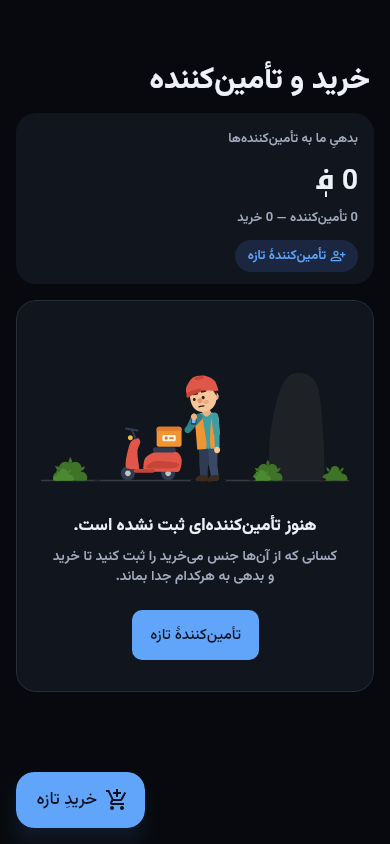 خرید و تأمین‌کننده
بدهیِ ما به تأمین‌کننده‌ها
0 ؋
0 تأمین‌کننده — 0 خرید
تأمین‌کنندهٔ تازه
هنوز تأمین‌کننده‌ای ثبت نشده است.
کسانی که از آن‌ها جنس می‌خرید را ثبت کنید تا خرید
و بدهی به هرکدام جدا بماند.
تأمین‌کنندهٔ تازه
خریدِ تازه